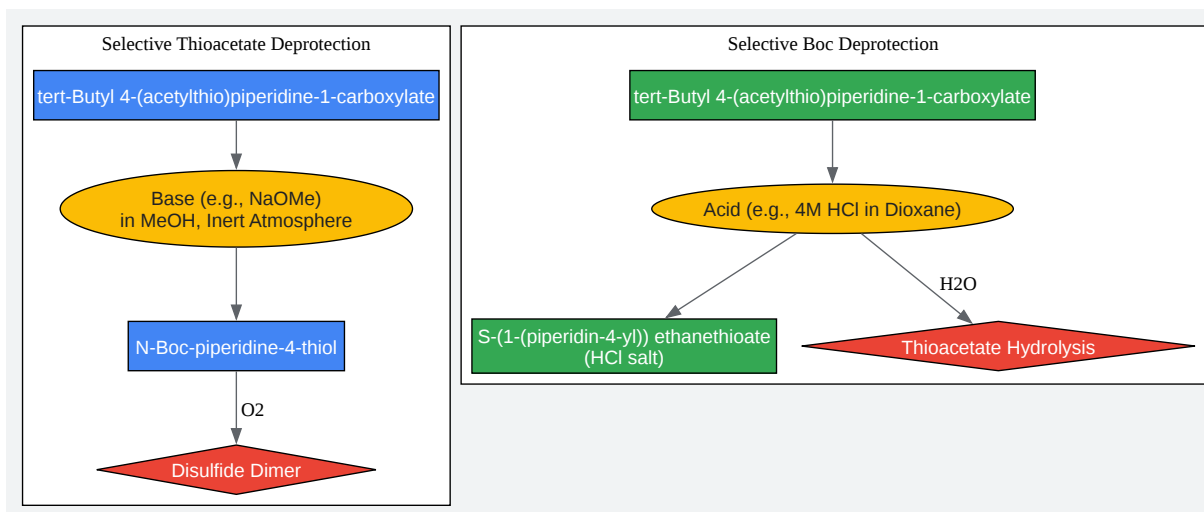 Selective Thioacetate Deprotection
tert-Butyl 4-(acetylthio)piperidine-1-carboxylate
Base (e.g., NaOMe)
in MeOH, Inert Atmosphere
N-Boc-piperidine-4-thiol
O2
Disulfide Dimer
Selective Boc Deprotection
tert-Butyl 4-(acetylthio)piperidine-1-carboxylate
Acid (e.g., 4M HCl in Dioxane)
H2O
S-(1-(piperidin-4-yl)) ethanethioate
(HCl salt)
Thioacetate Hydrolysis